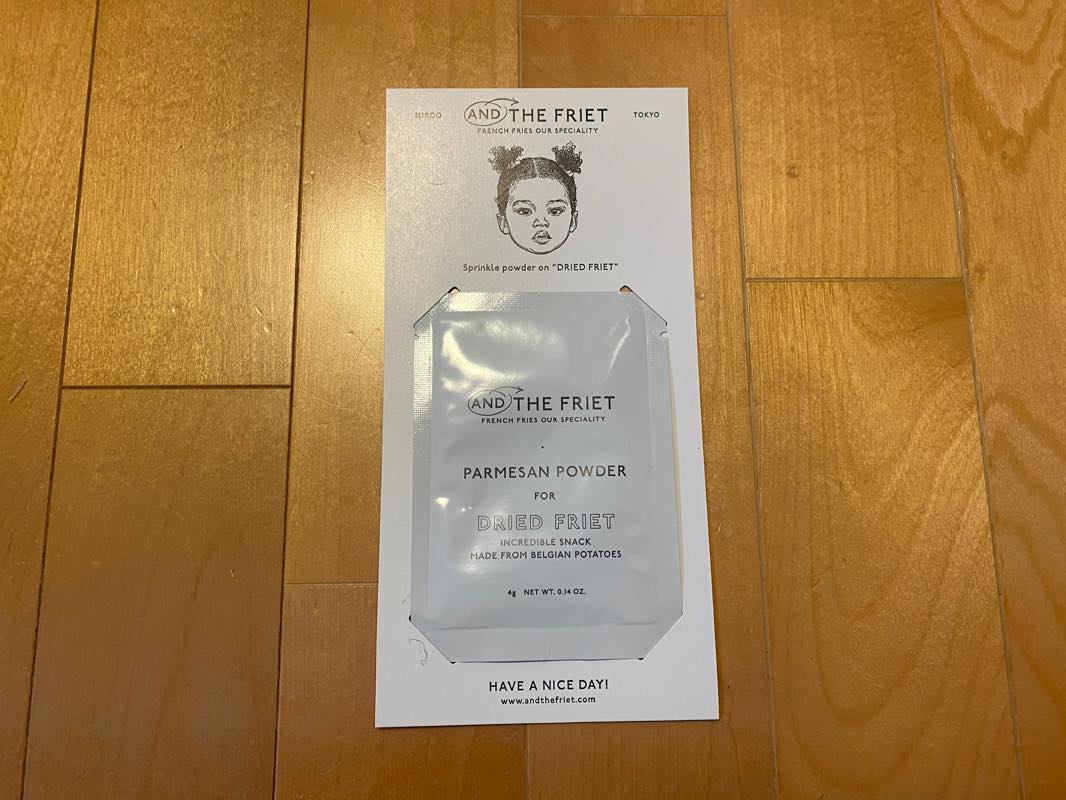 HIROO
AND THE FRIET
TOKYO
FRENCH FRIES OUR SPECIALITY
Sprinkle powder on "DRIED FRIET"
AND THE FRIET
FRENCH FRIES OUR SPECIALITY
PARMESAN POWDER
FOR
DRIED FRIET
INCREDIBLE SNACK
MADE FROM BELGIAN POTATOES
4g NET WT. 0.14 OZ.
HAVE A NICE DAY!
www.andthefriet.com